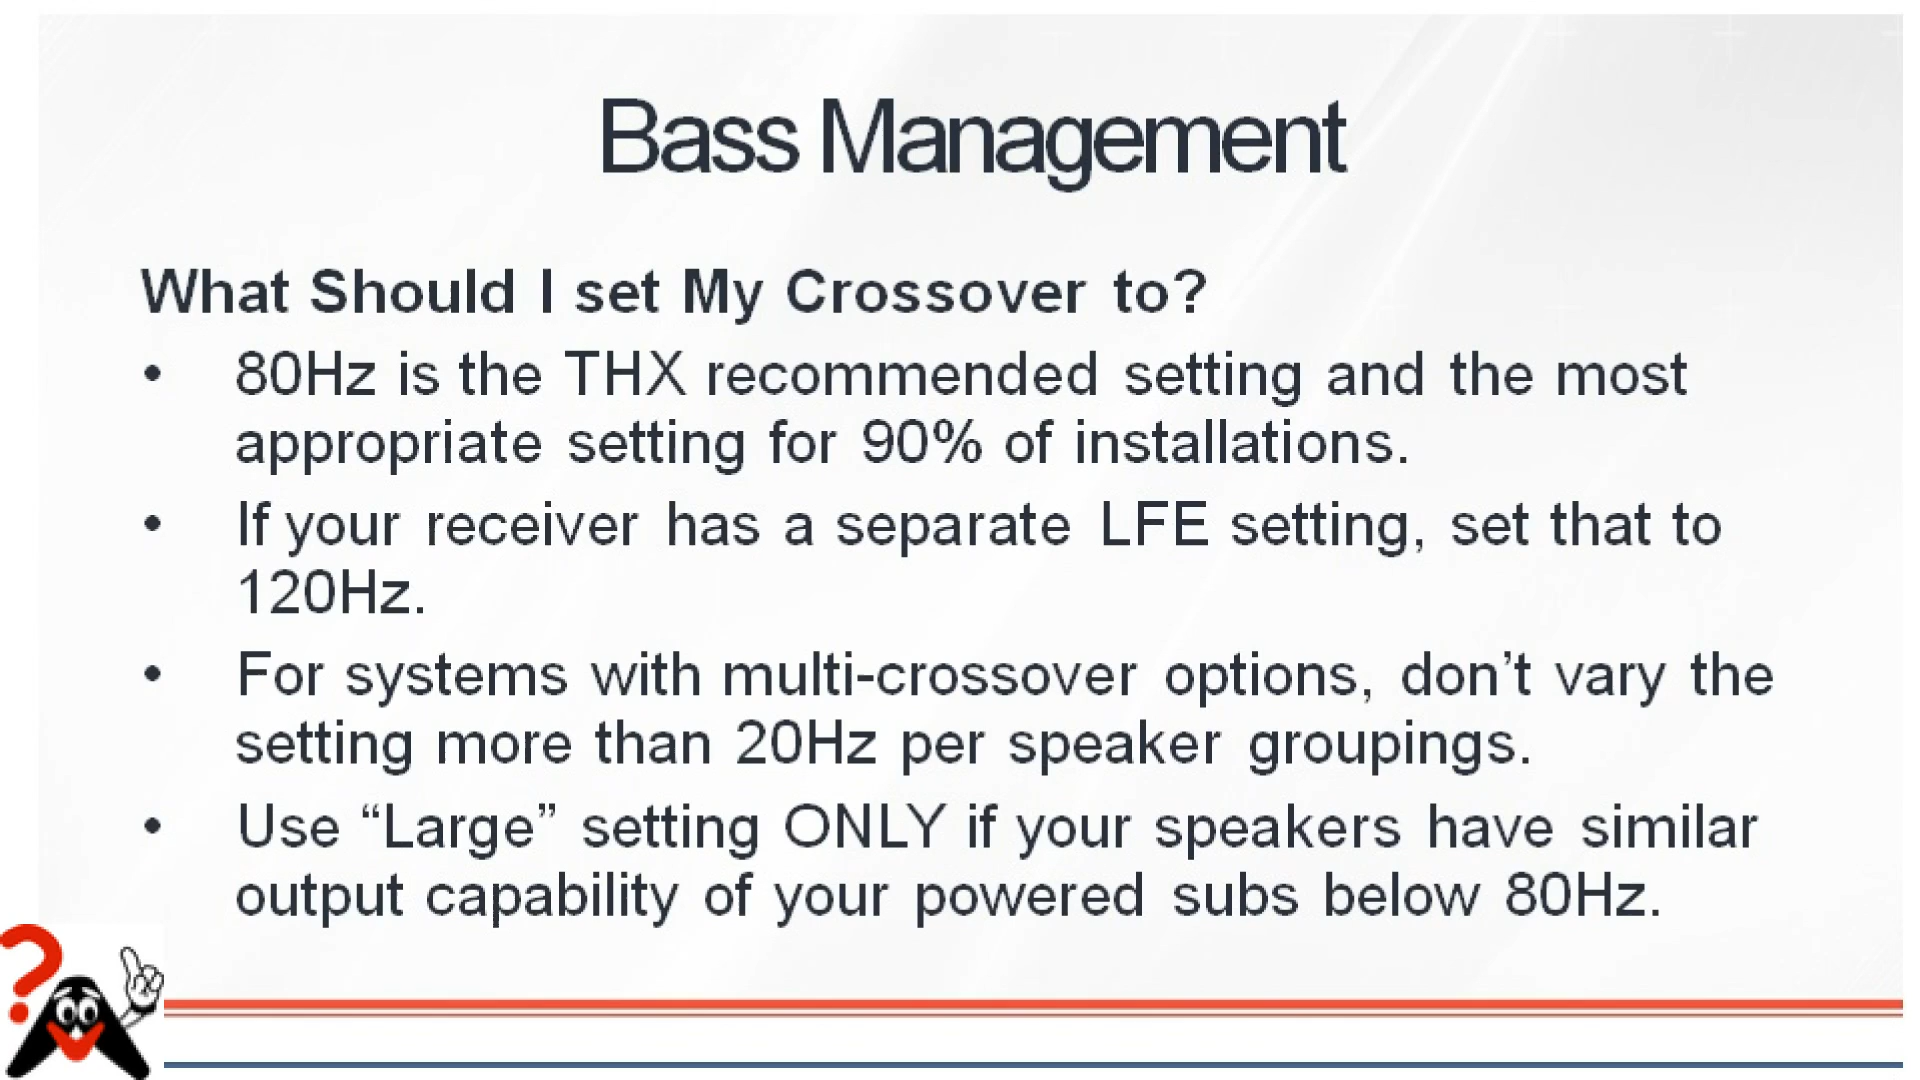 Bass Management
What Should I set My Crossover to?
• 80Hz is the THX recommended setting and the most
appropriate setting for 90% of installations.
• If your receiver has a separate LFE setting, set that to
120Hz.
• For systems with multi-crossover options, don’t vary the
setting more than 20Hz per speaker groupings.
• Use “Large” setting ONLY if your speakers have similar
output capability of your powered subs below 80Hz.
?